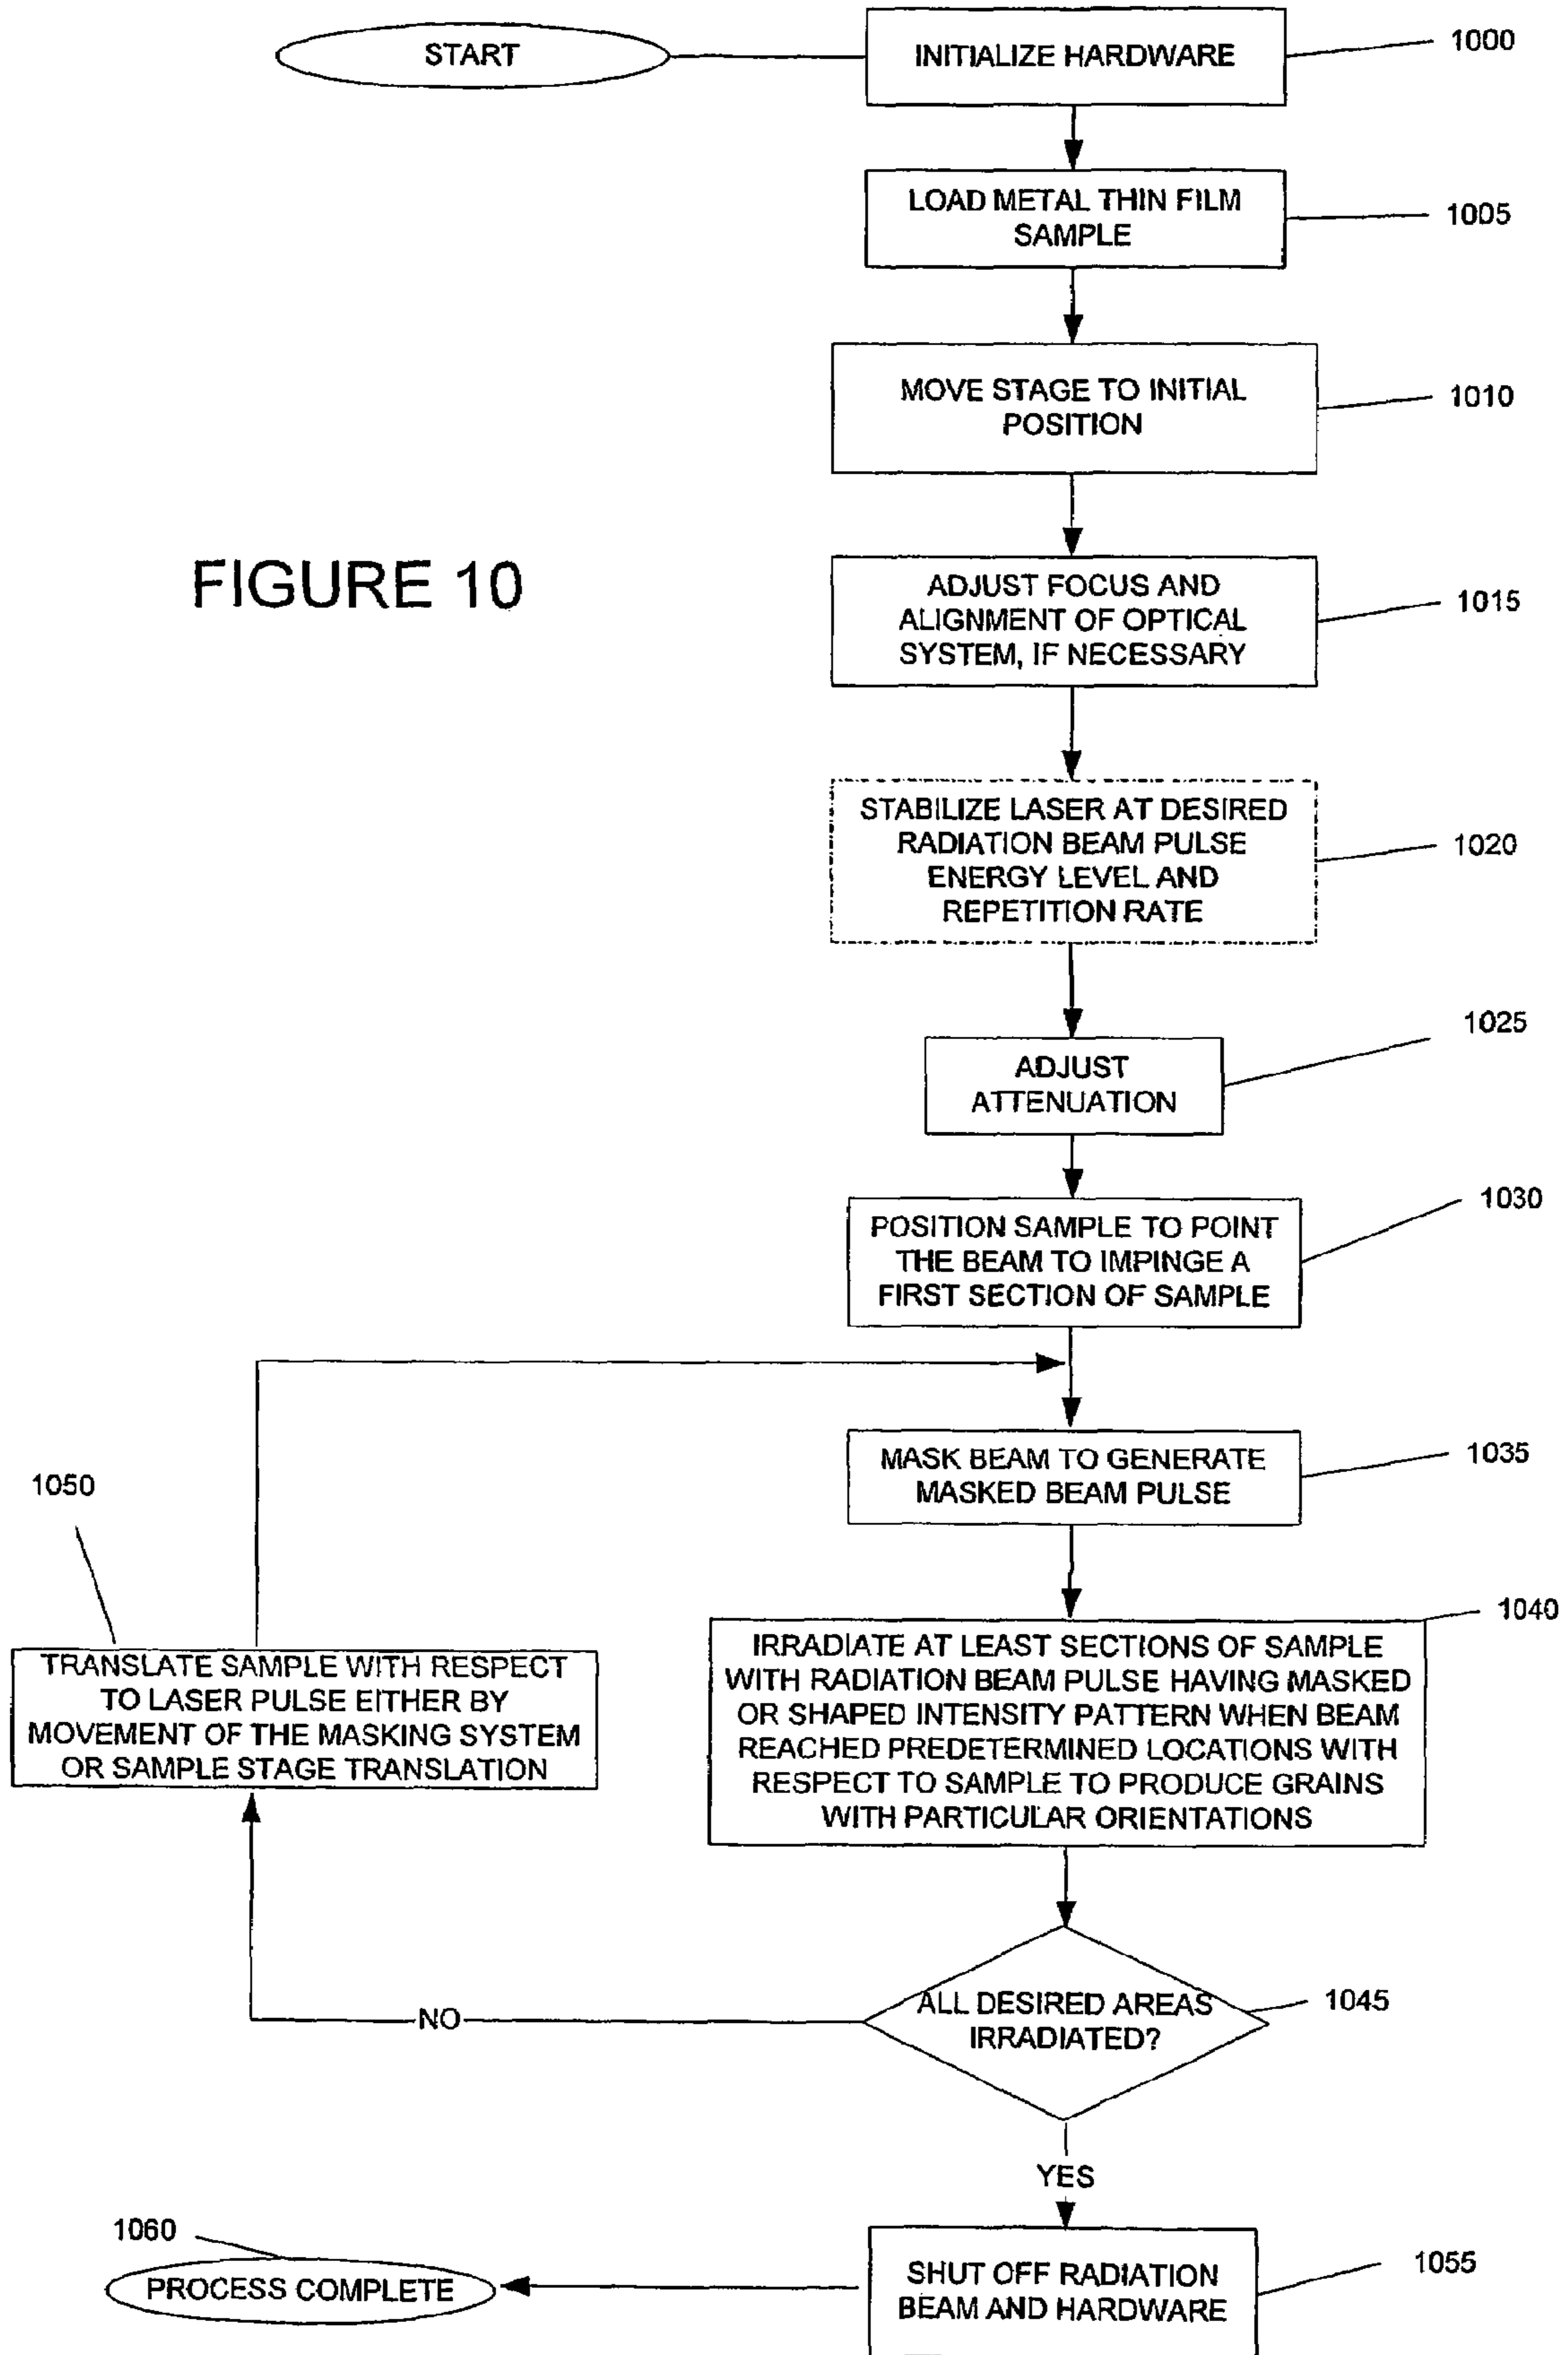 START
INITIALIZE HARDWARE
1000
LOAD METAL THIN FILM
SAMPLE
1005
MOVE STAGE TO INITIAL
POSITION
1010
FIGURE 10
ADJUST FOCUS AND
ALIGNMENT OF OPTICAL
SYSTEM, IF NECESSARY
1015
STABILIZE LASER AT DESIRED
RADIATION BEAM PULSE
ENERGY LEVEL AND
REPETITION RATE
1020
ADJUST
ATTENUATION
1025
POSITION SAMPLE TO POINT
THE BEAM TO IMPINGE A
FIRST SECTION OF SAMPLE
1030
MASK BEAM TO GENERATE
MASKED BEAM PULSE
1035
1050
TRANSLATE SAMPLE WITH RESPECT
TO LASER PULSE EITHER BY
MOVEMENT OF THE MASKING SYSTEM
OR SAMPLE STAGE TRANSLATION
IRRADIATE AT LEAST SECTIONS OF SAMPLE
WITH RADIATION BEAM PULSE HAVING MASKED
OR SHAPED INTENSITY PATTERN WHEN BEAM
REACHED PREDETERMINED LOCATIONS WITH
RESPECT TO SAMPLE TO PRODUCE GRAINS
WITH PARTICULAR ORIENTATIONS
1040
ALL DESIRED AREAS
IRRADIATED?
1045
NO
YES
1060
PROCESS COMPLETE
SHUT OFF RADIATION
BEAM AND HARDWARE
1055